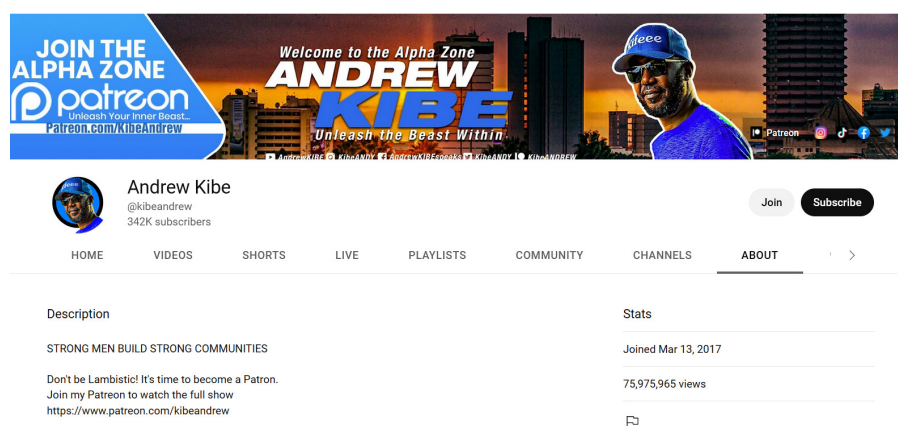 JOIN THE
ALPHA ZONE
patreon
Unleash Your Inner Beast...
Patreon.com/KibeAndrew
Welcome to the Alpha Zone
ANDREW
KIBE
Unleash the Beast Within
AndrewKIBE KibeANDY AndrewKIBEspeaks KibeANDY KibeANDREW
ifeee
Patreon
Andrew Kibe
@kibeandrew
342K subscribers
Join
Subscribe
HOME VIDEOS SHORTS LIVE PLAYLISTS COMMUNITY CHANNELS ABOUT
Description
STRONG MEN BUILD STRONG COMMUNITIES
Don't be Lambistic! It's time to become a Patron.
Join my Patreon to watch the full show
https://www.patreon.com/kibeandrew
Stats
Joined Mar 13, 2017
75,975,965 views